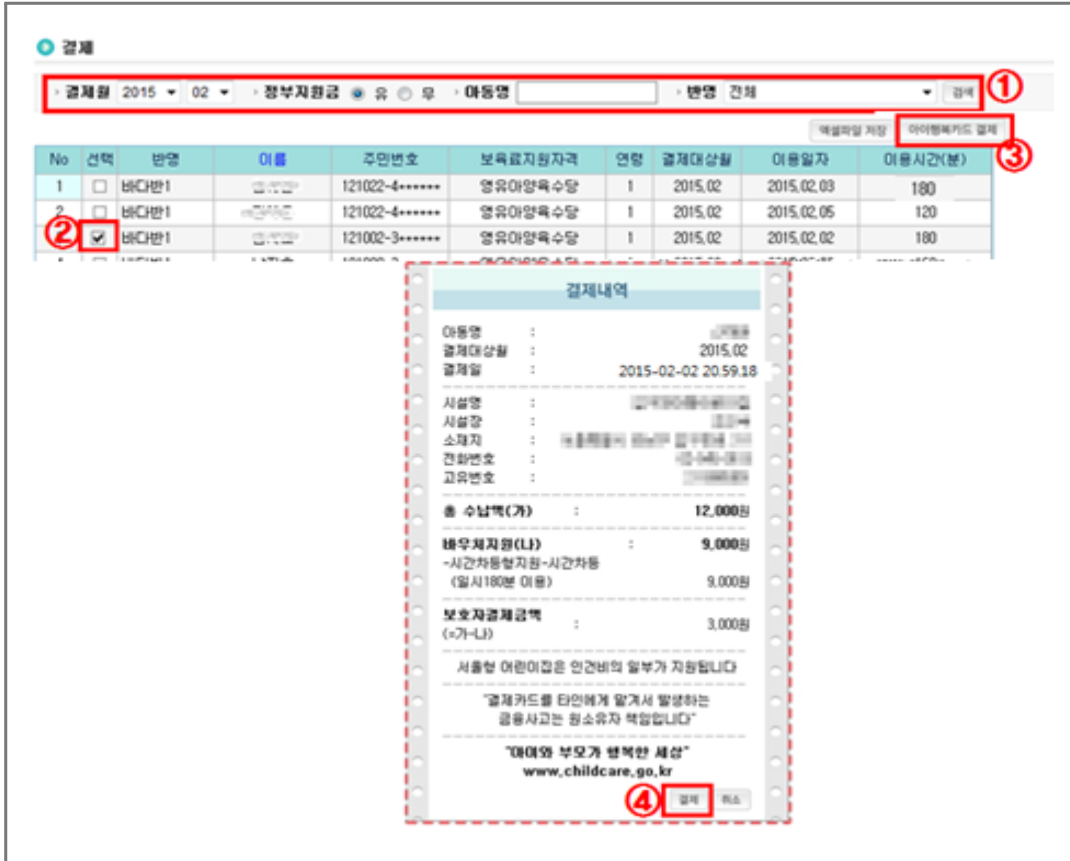 결제
결제월 2015 02 정부지원금 유 무 아동명 반명 전체 검색 ①
엑셀파일 저장 아이행복카드 결제
③
No 선택 반명 이름 주민번호 보육료지원자격 연령 결제대상월 이용일자 이용시간(분)
1 바다반1 121022-4****** 영유아양육수당 1 2015,02 2015,02,03 180
2 바다반1 121022-4****** 영유아양육수당 1 2015,02 2015,02,05 120
② 바다반1 121002-3****** 영유아양육수당 1 2015,02 2015,02,02 180
결제내역
아동명 :
결제대상월 : 2015,02
결제일 : 2015-02-02 20.59.18
시설명 :
시설장 :
소재지 :
전화번호 :
고유번호 :
총 수납액(가) : 12,000원
바우처지원(나) : 9,000원
-시간차등형지원-시간차등
(일시180분 이용) 9,000원
보호자결제금액 : 3,000원
(=가-나)
서울형 어린이집은 인건비의 일부가 지원됩니다
"결제카드를 타인에게 맡겨서 발생하는
금융사고는 원소유자 책임입니다"
"아이와 부모가 행복한 세상"
www.childcare.go.kr
④ 결제 취소